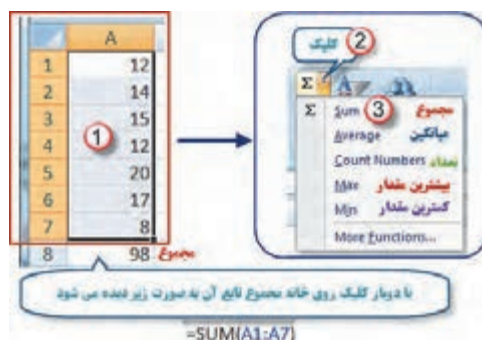 A
1 12
2 14
3 15
4 12
5 20
6 17
7 8
8 98 مجموع
1
کلیک 2
Σ
Σ Sum 3 مجموع
Average میانگین
Count Numbers تعداد
Max بیشترین مقدار
Min کمترین مقدار
More Functions...
با دوبار کلیک روی خانه مجموع تابع آن به صورت زیر دیده می شود
=SUM(A1:A7)